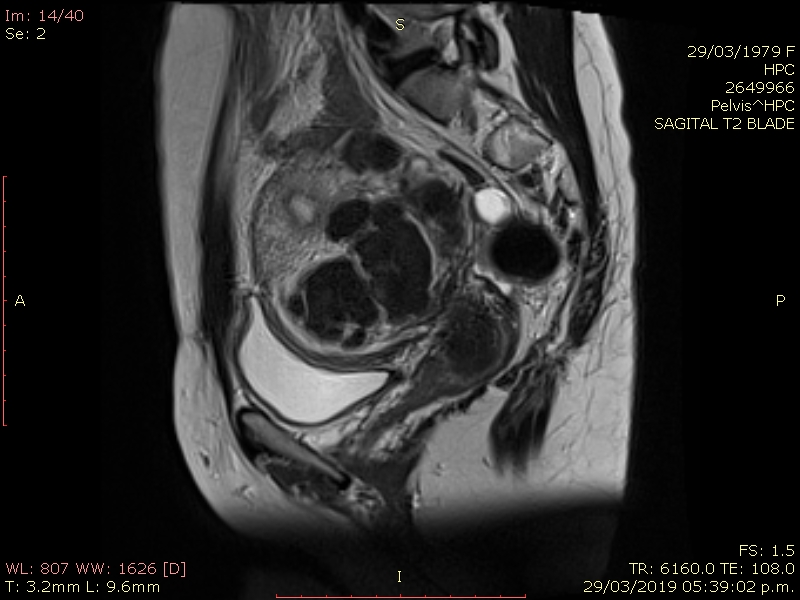 Im: 14/40
Se: 2
S
29/03/1979 F
HPC
2649966
Pelvis^HPC
SAGITAL T2 BLADE
A
P
WL: 807 WW: 1626 [D]
T: 3.2mm L: 9.6mm
I
FS: 1.5
TR: 6160.0 TE: 108.0
29/03/2019 05:39:02 p.m.